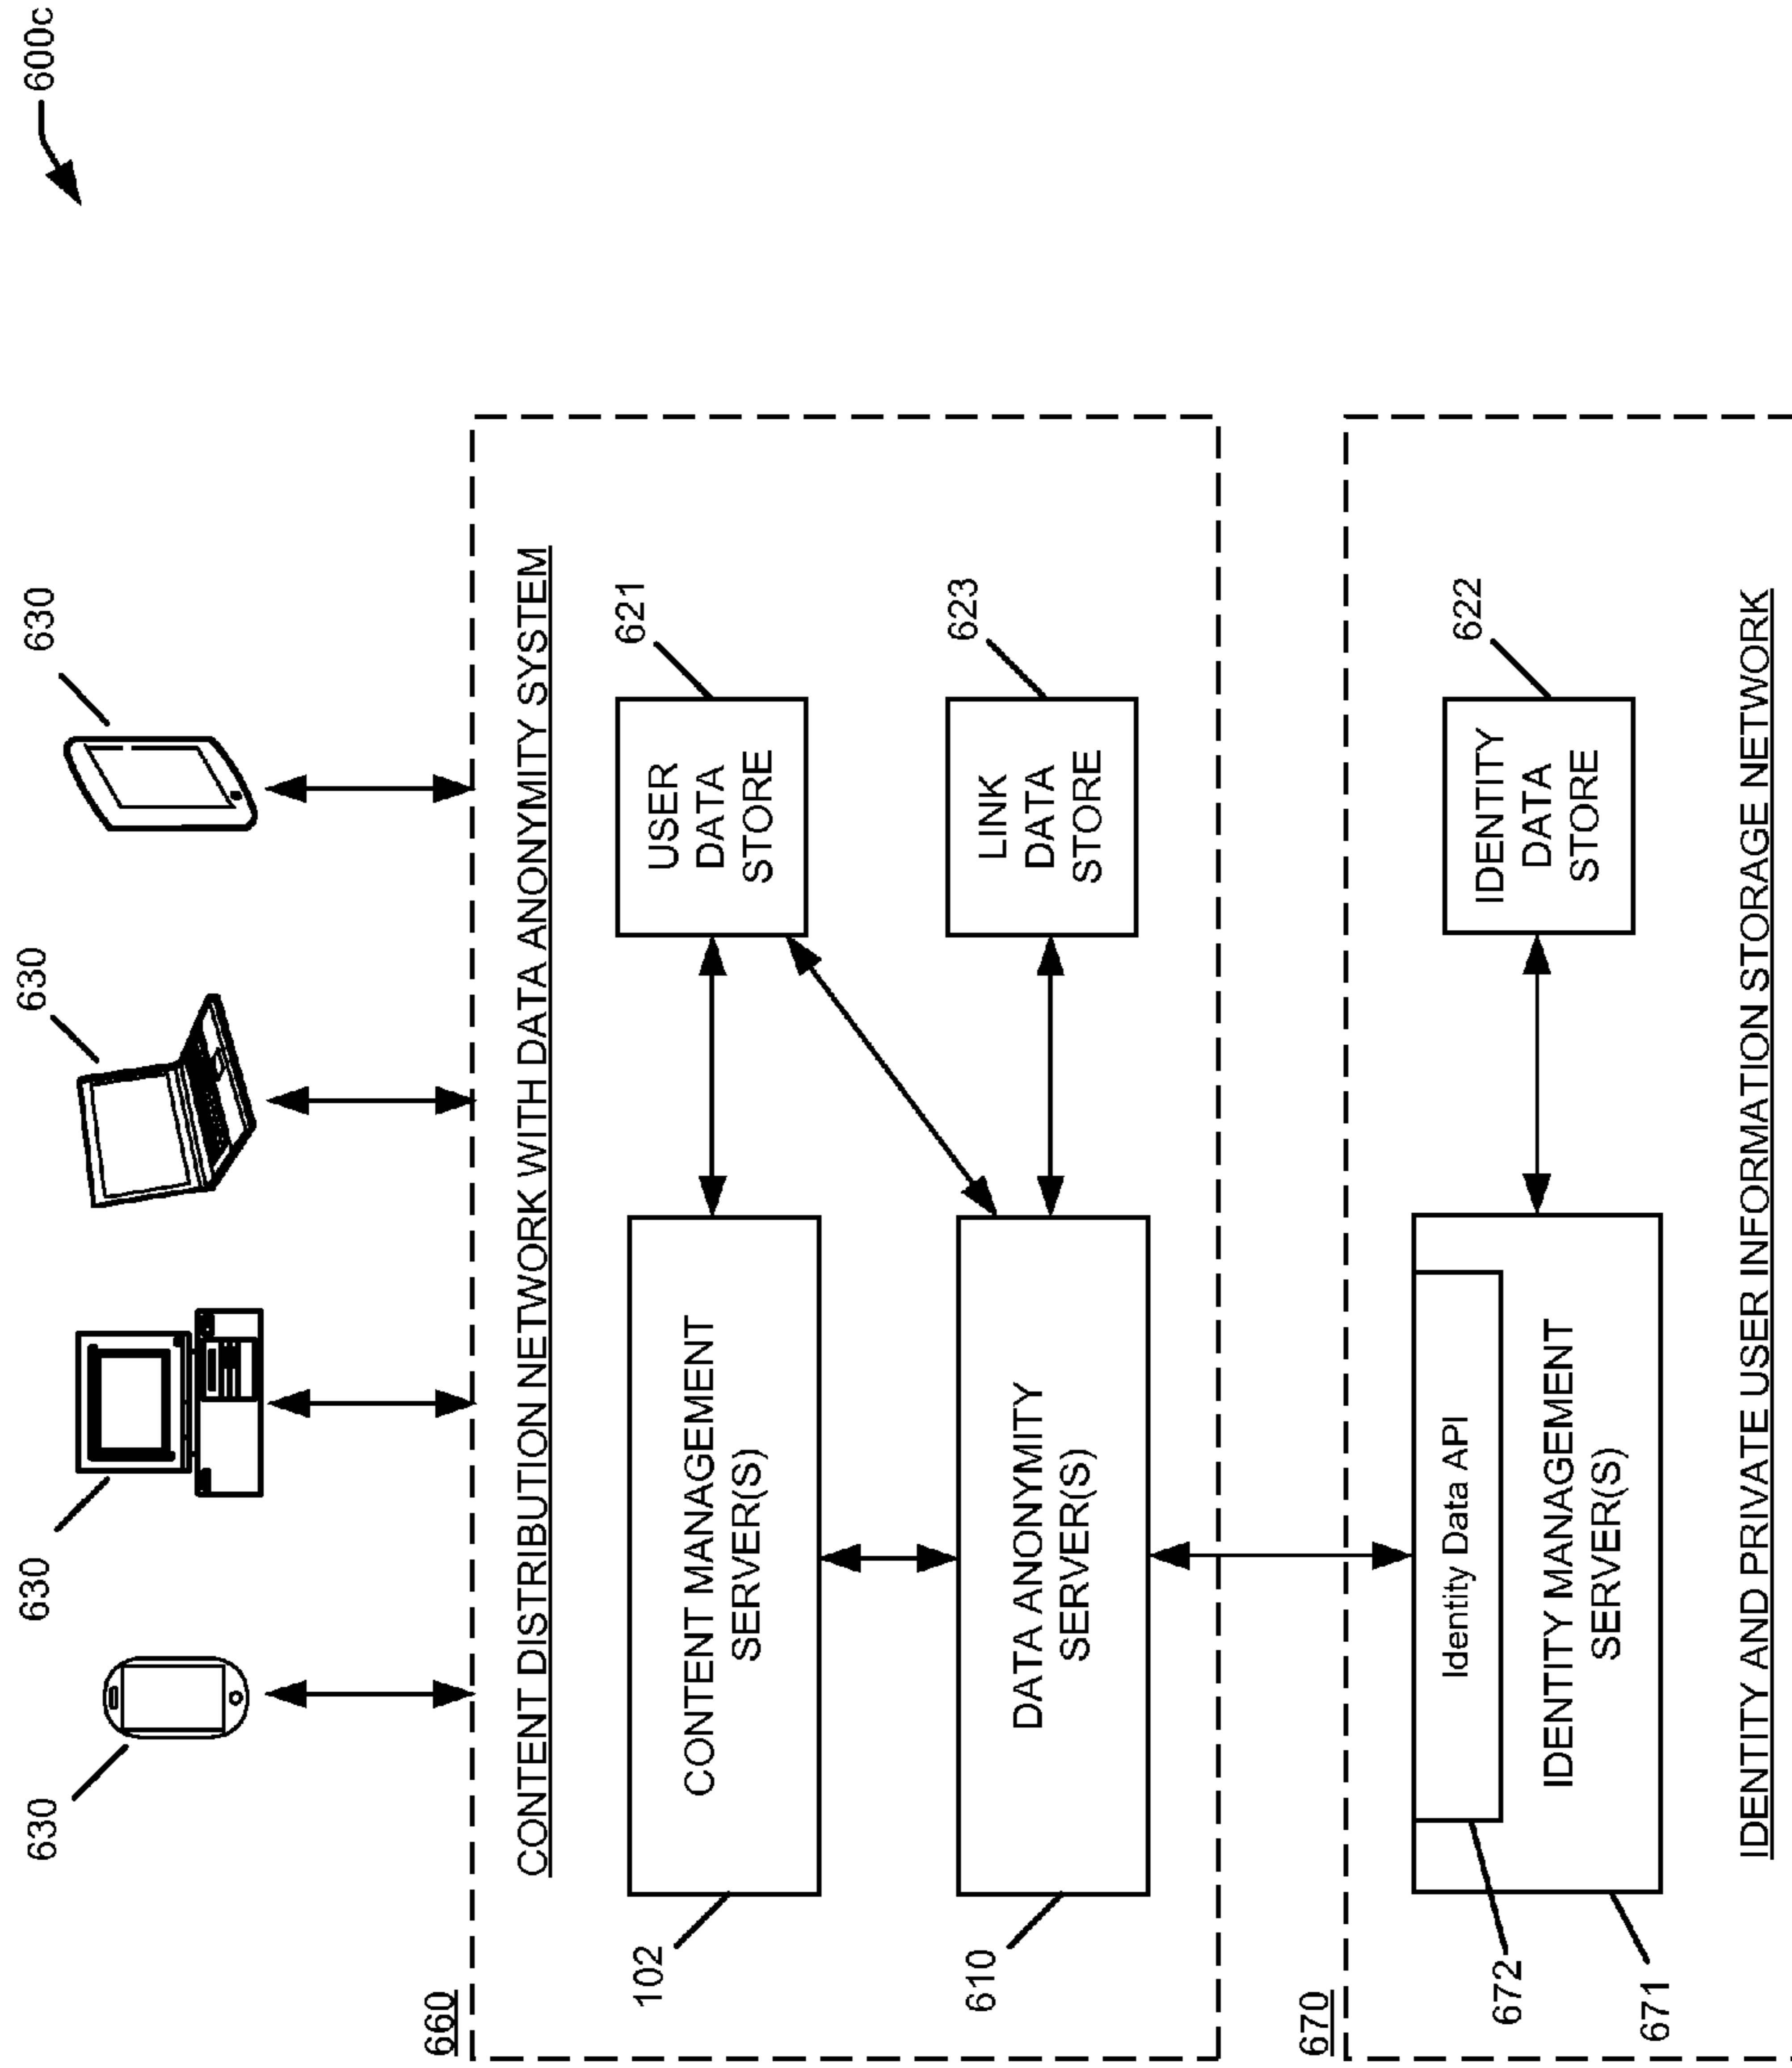 600c
630
630
630
630
660
CONTENT DISTRIBUTION NETWORK WITH DATA ANONYMITY SYSTEM
CONTENT MANAGEMENT
SERVER(S)
102
USER
DATA
STORE
621
DATA ANONYMITY
SERVER(S)
610
LINK
DATA
STORE
623
670
Identity Data API
672
IDENTITY MANAGEMENT
SERVER(S)
671
IDENTITY
DATA
STORE
622
IDENTITY AND PRIVATE USER INFORMATION STORAGE NETWORK